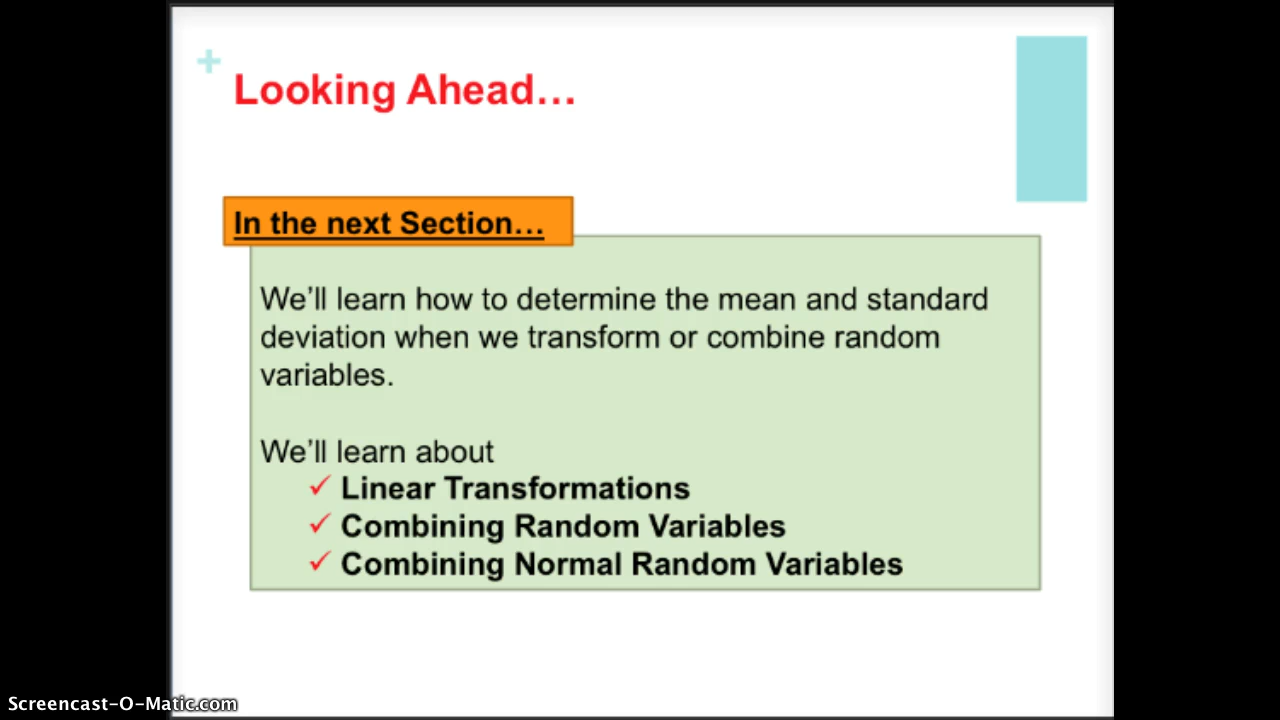 +
Looking Ahead…
In the next Section…
We’ll learn how to determine the mean and standard
deviation when we transform or combine random
variables.
We’ll learn about
✓ Linear Transformations
✓ Combining Random Variables
✓ Combining Normal Random Variables
Screencast-O-Matic.com